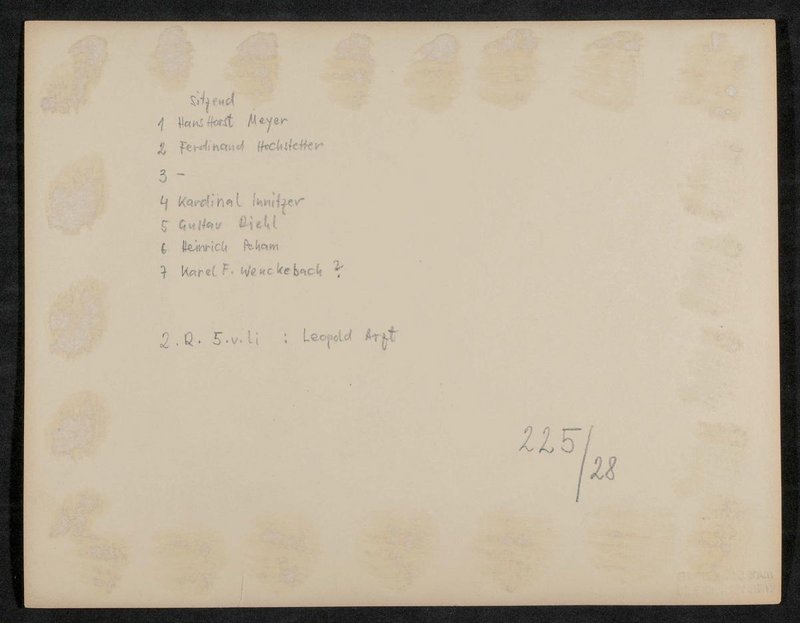 sitzend
1 Hans Horst Meyer
2 Ferdinand Hochstetter
3 –
4 Kardinal Innitzer
5 Gustav Riehl
6 Heinrich Peham
7 Karel F. Wenckebach ?
2. R. 5. v. li : Leopold Arzt
225/28